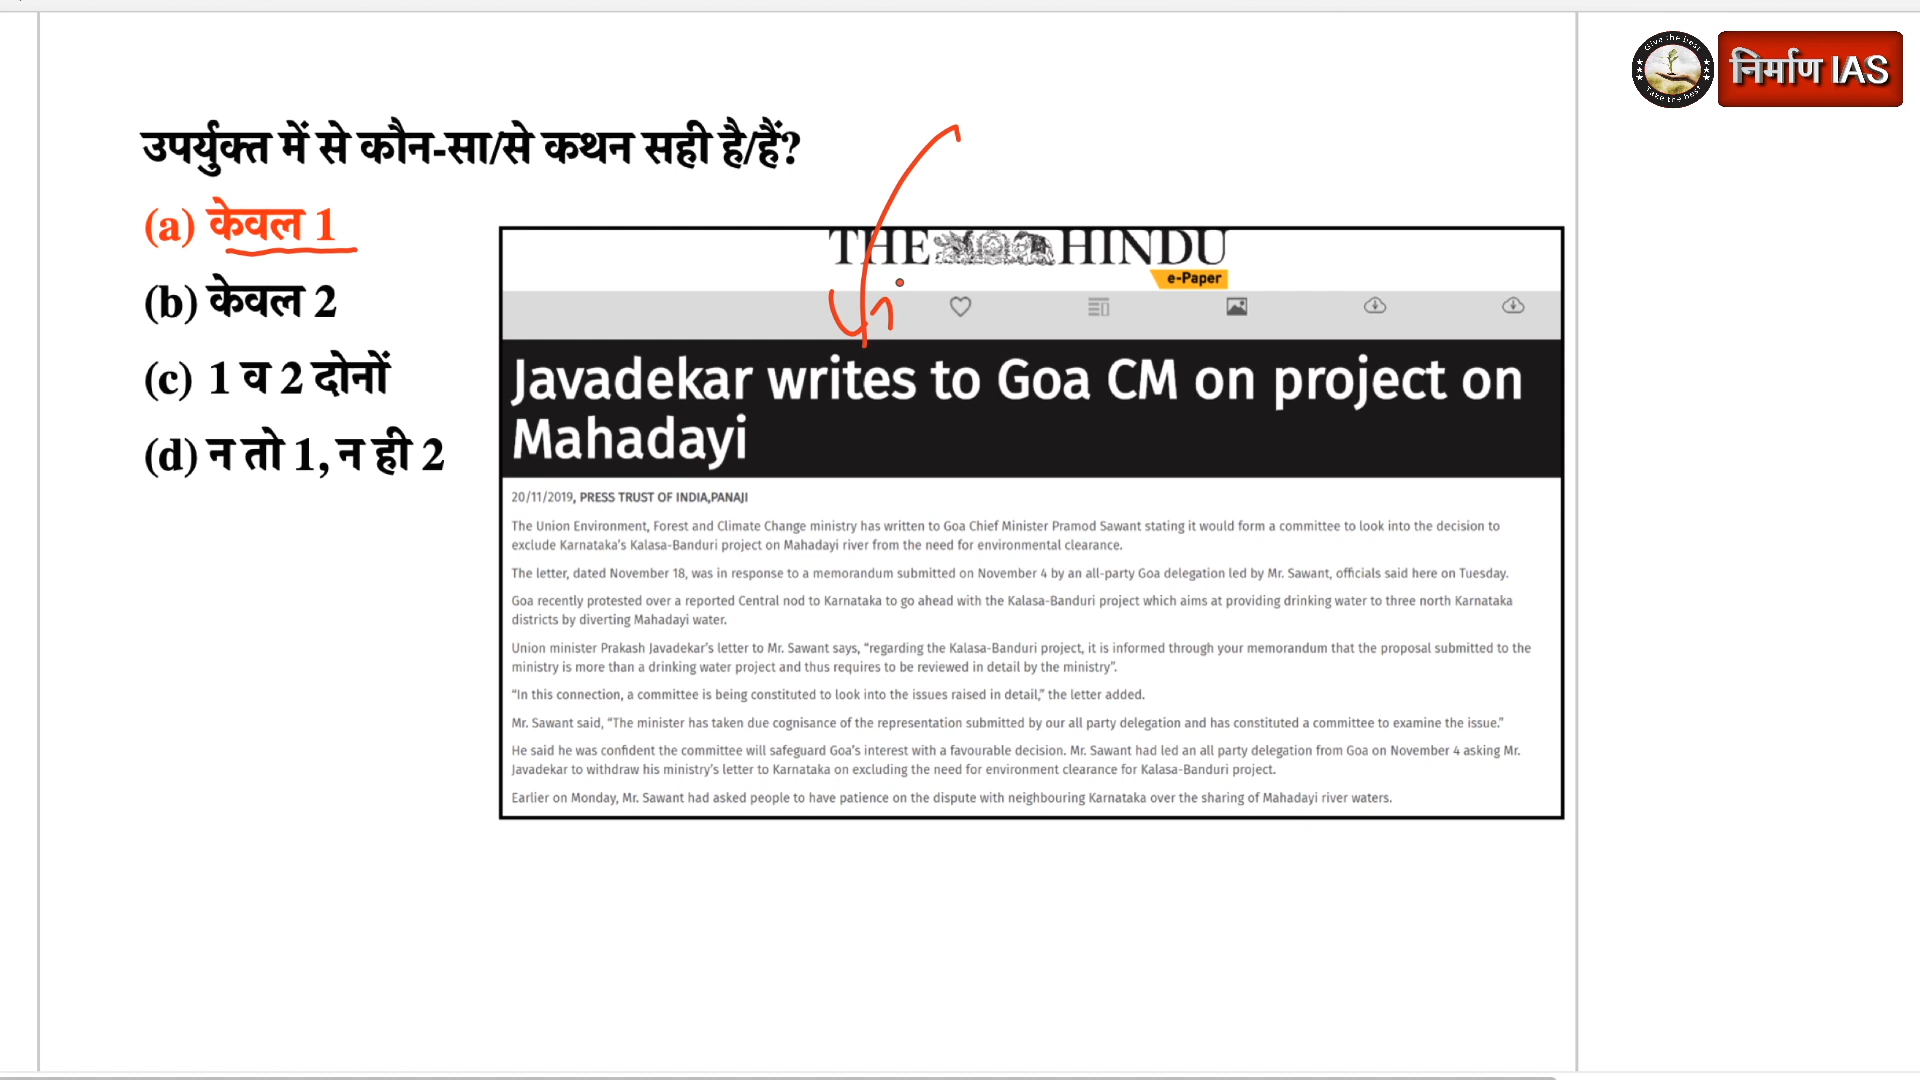 Give the best
Take the best
निर्माण IAS
उपर्युक्त में से कौन-सा/से कथन सही है/हैं?
(a) केवल 1
(b) केवल 2
(c) 1 व 2 दोनों
(d) न तो 1, न ही 2
THE HINDU
e-Paper
Javadekar writes to Goa CM on project on
Mahadayi
20/11/2019, PRESS TRUST OF INDIA,PANAJI
The Union Environment, Forest and Climate Change ministry has written to Goa Chief Minister Pramod Sawant stating it would form a committee to look into the decision to
exclude Karnataka's Kalasa-Banduri project on Mahadayi river from the need for environmental clearance.
The letter, dated November 18, was in response to a memorandum submitted on November 4 by an all-party Goa delegation led by Mr. Sawant, officials said here on Tuesday.
Goa recently protested over a reported Central nod to Karnataka to go ahead with the Kalasa-Banduri project which aims at providing drinking water to three north Karnataka
districts by diverting Mahadayi water.
Union minister Prakash Javadekar's letter to Mr. Sawant says, “regarding the Kalasa-Banduri project, it is informed through your memorandum that the proposal submitted to the
ministry is more than a drinking water project and thus requires to be reviewed in detail by the ministry”.
“In this connection, a committee is being constituted to look into the issues raised in detail,” the letter added.
Mr. Sawant said, “The minister has taken due cognisance of the representation submitted by our all party delegation and has constituted a committee to examine the issue.”
He said he was confident the committee will safeguard Goa's interest with a favourable decision. Mr. Sawant had led an all party delegation from Goa on November 4 asking Mr.
Javadekar to withdraw his ministry's letter to Karnataka on excluding the need for environment clearance for Kalasa-Banduri project.
Earlier on Monday, Mr. Sawant had asked people to have patience on the dispute with neighbouring Karnataka over the sharing of Mahadayi river waters.